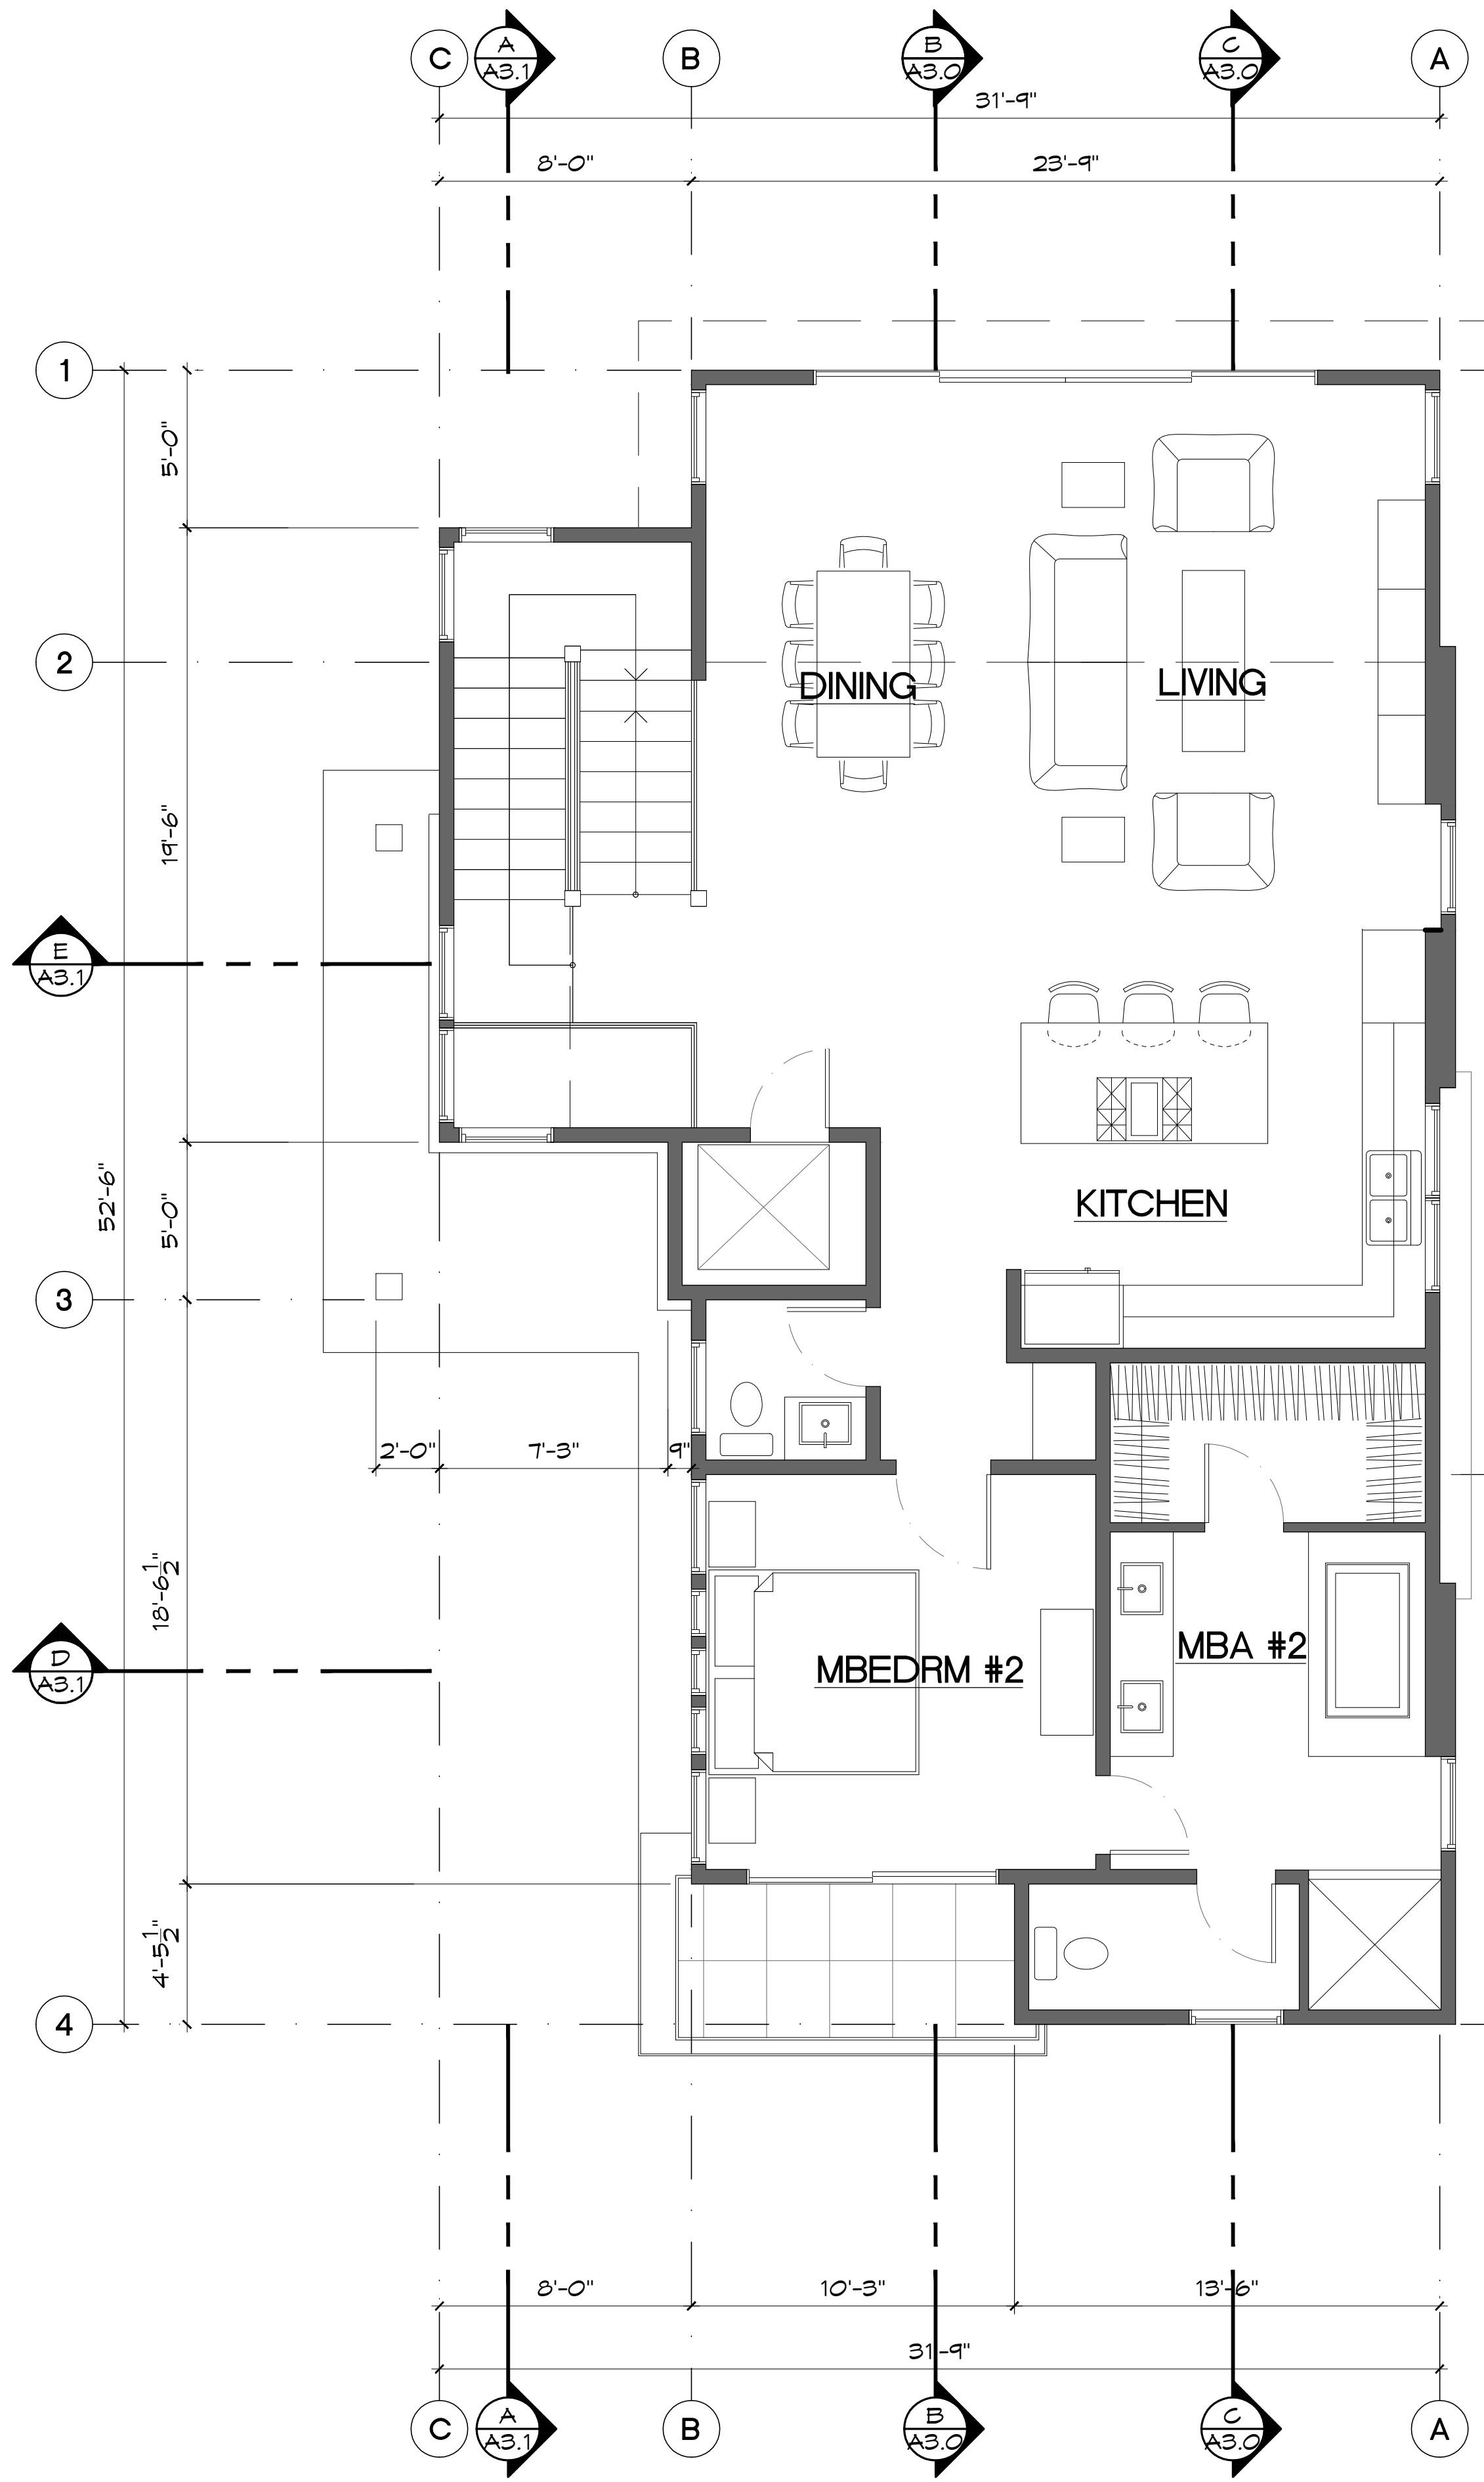 C A B B C A
A3.1 A3.0 A3.0
31'-9"
8'-0" 23'-9"
1
5'-0"
2
DINING LIVING
19'-6"
E
A3.1
52'-6"
5'-0"
KITCHEN
3
2'-0" 7'-3" 9"
18'-6 1/2"
MBEDRM #2 MBA #2
D
A3.1
4'-5 1/2"
4
8'-0" 10'-3" 13'-6"
31'-9"
C A B B C A
A3.1 A3.0 A3.0